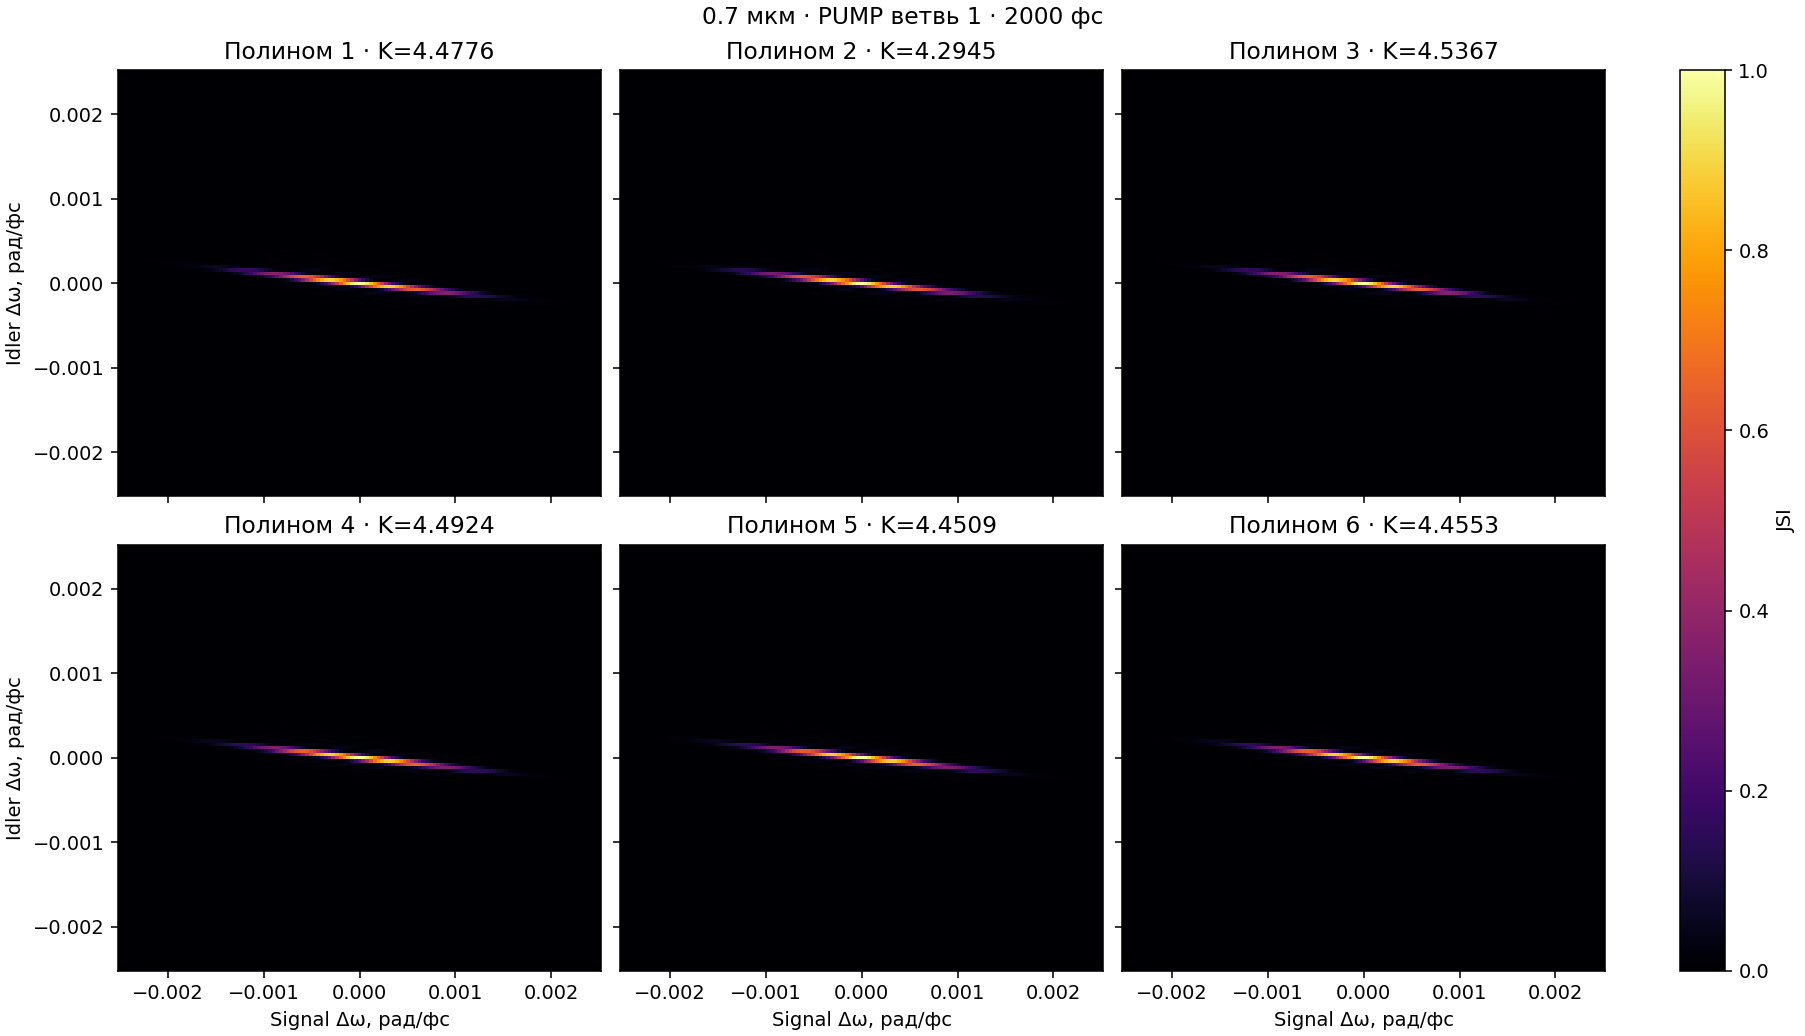 0.7 мкм · PUMP ветвь 1 · 2000 фс
Полином 1 · K=4.4776
Полином 2 · K=4.2945
Полином 3 · K=4.5367
0.002
0.001
0.000
−0.001
−0.002
Idler Δω, рад/фс
Полином 4 · K=4.4924
Полином 5 · K=4.4509
Полином 6 · K=4.4553
0.002
0.001
0.000
−0.001
−0.002
Idler Δω, рад/фс
−0.002 −0.001 0.000 0.001 0.002
−0.002 −0.001 0.000 0.001 0.002
−0.002 −0.001 0.000 0.001 0.002
Signal Δω, рад/фс
Signal Δω, рад/фс
Signal Δω, рад/фс
1.0
0.8
0.6
0.4
0.2
0.0
JSI